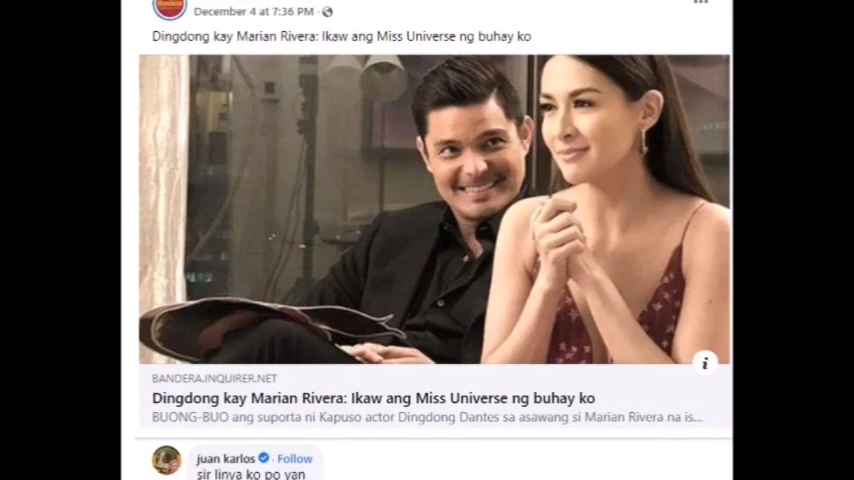 December 4 at 7:36 PM ·
Dingdong kay Marian Rivera: Ikaw ang Miss Universe ng buhay ko
BANDERA.INQUIRER.NET
Dingdong kay Marian Rivera: Ikaw ang Miss Universe ng buhay ko
BUONG-BUO ang suporta ni Kapuso actor Dingdong Dantes sa asawang si Marian Rivera na is...
juan karlos · Follow
sir linya ko po yan